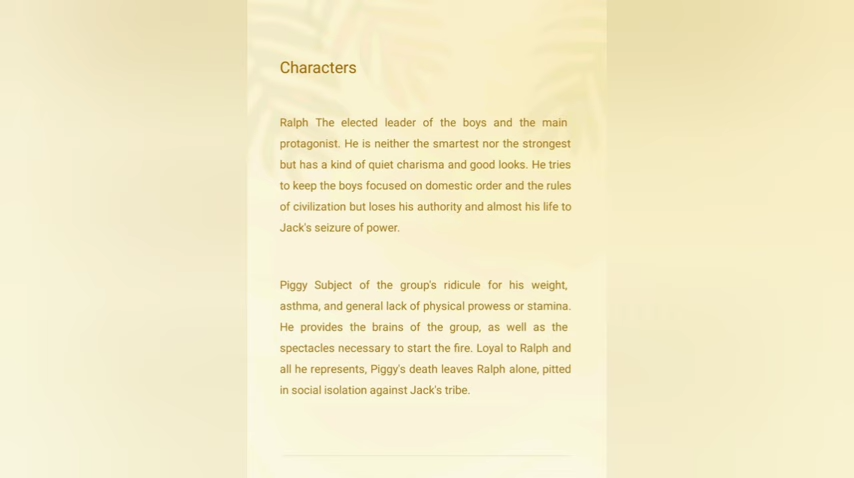 Characters
Ralph The elected leader of the boys and the main
protagonist. He is neither the smartest nor the strongest
but has a kind of quiet charisma and good looks. He tries
to keep the boys focused on domestic order and the rules
of civilization but loses his authority and almost his life to
Jack's seizure of power.
Piggy Subject of the group's ridicule for his weight,
asthma, and general lack of physical prowess or stamina.
He provides the brains of the group, as well as the
spectacles necessary to start the fire. Loyal to Ralph and
all he represents, Piggy's death leaves Ralph alone, pitted
in social isolation against Jack's tribe.